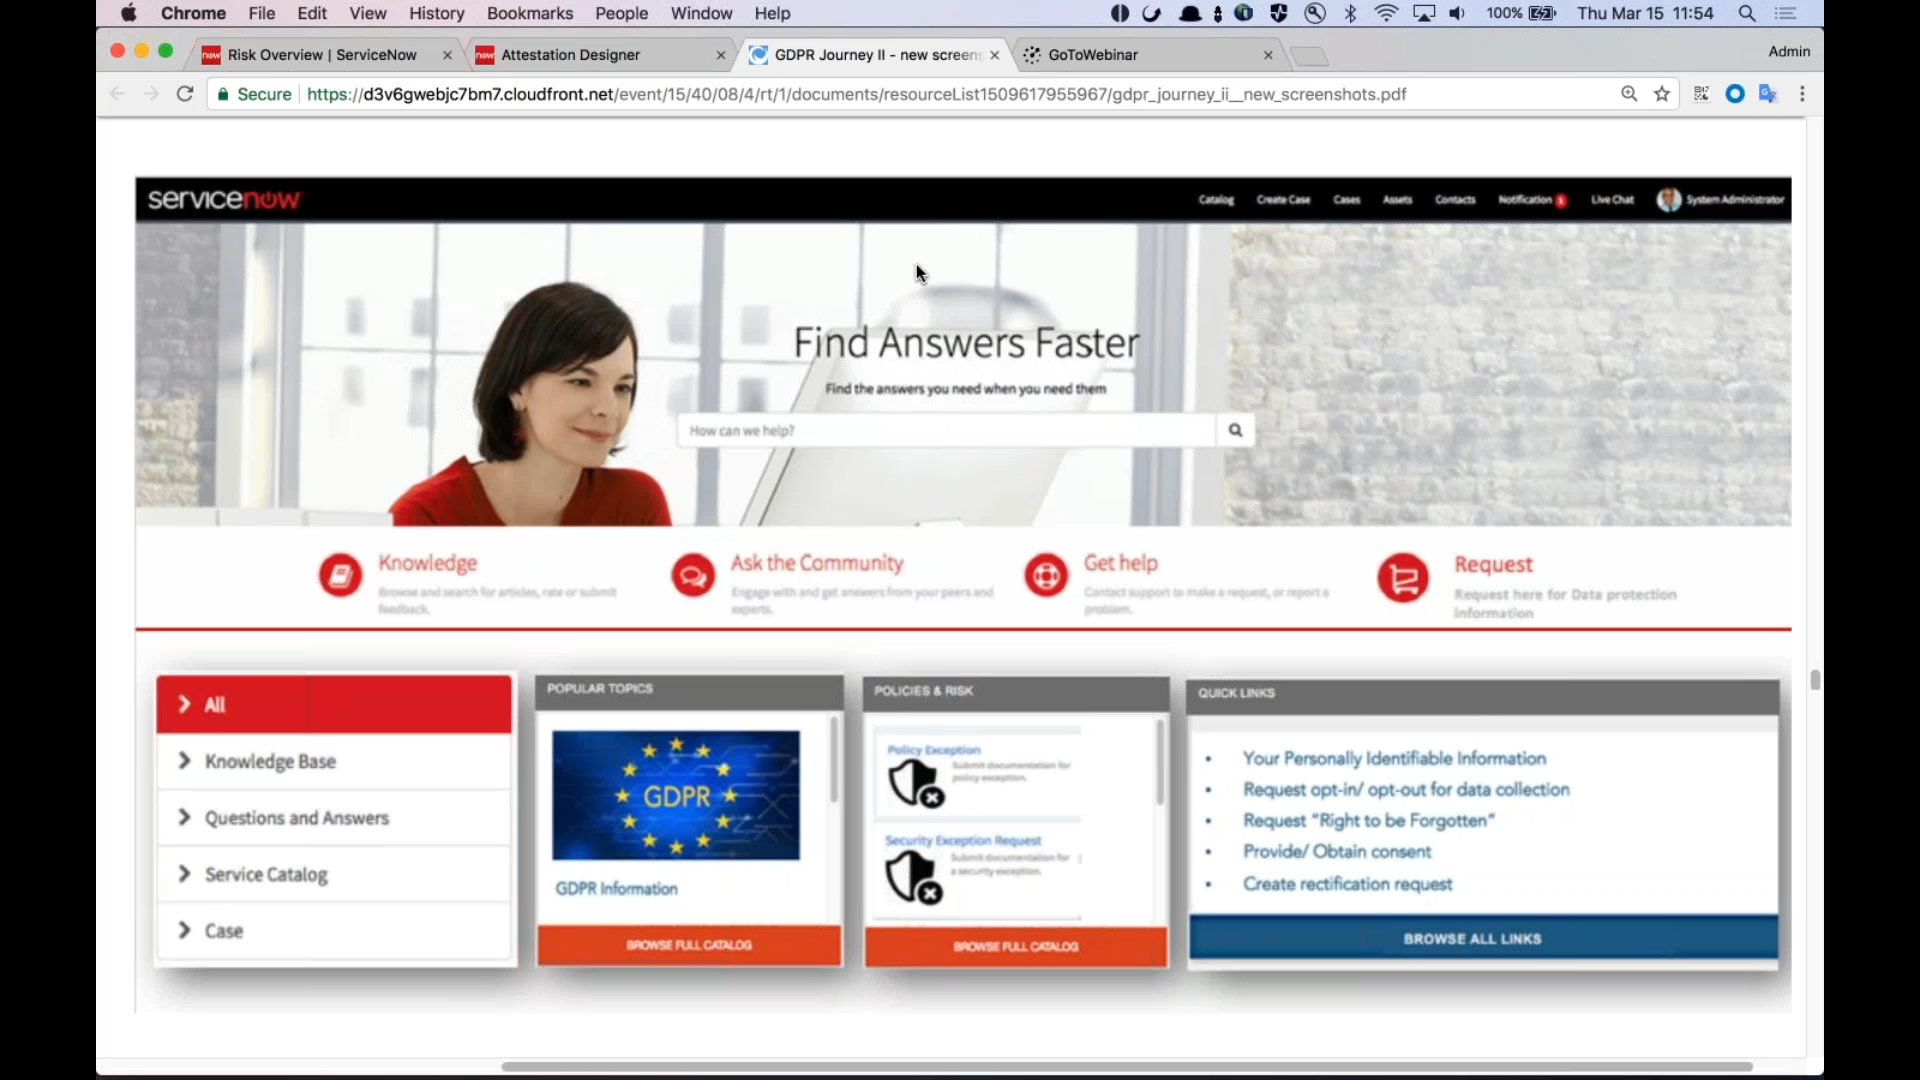 Chrome File Edit View History Bookmarks People Window Help 100% Thu Mar 15 11:54
Risk Overview | ServiceNow Attestation Designer GDPR Journey II - new screens GoToWebinar Admin
Secure https://d3v6gwebjc7bm7.cloudfront.net/event/15/40/08/4/rt/1/documents/resourceList1509617955967/gdpr_journey_ii__new_screenshots.pdf
servicenow Catalog Create Case Cases Assets Contacts Notification 1 Live Chat System Administrator
Find Answers Faster
Find the answers you need when you need them
How can we help?
Knowledge
Browse and search for articles, rate or submit
feedback.
Ask the Community
Engage with and get answers from your peers and
experts.
Get help
Contact support to make a request, or report a
problem.
Request
Request here for Data protection
Information
All
Knowledge Base
Questions and Answers
Service Catalog
Case
POPULAR TOPICS
GDPR
GDPR Information
BROWSE FULL CATALOG
POLICIES & RISK
Policy Exception
Submit documentation for
policy exception.
Security Exception Request
Submit documentation for
a security exception.
BROWSE FULL CATALOG
QUICK LINKS
• Your Personally Identifiable Information
• Request opt-in/ opt-out for data collection
• Request "Right to be Forgotten"
• Provide/ Obtain consent
• Create rectification request
BROWSE ALL LINKS